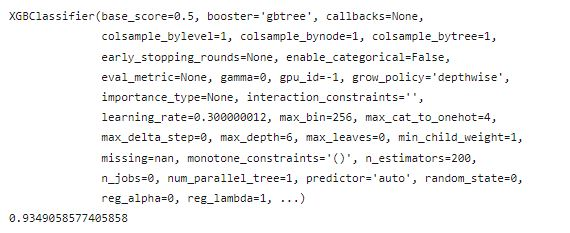 XGBClassifier(base_score=0.5, booster='gbtree', callbacks=None,
colsample_bylevel=1, colsample_bynode=1, colsample_bytree=1,
early_stopping_rounds=None, enable_categorical=False,
eval_metric=None, gamma=0, gpu_id=-1, grow_policy='depthwise',
importance_type=None, interaction_constraints='',
learning_rate=0.300000012, max_bin=256, max_cat_to_onehot=4,
max_delta_step=0, max_depth=6, max_leaves=0, min_child_weight=1,
missing=nan, monotone_constraints='()', n_estimators=200,
n_jobs=0, num_parallel_tree=1, predictor='auto', random_state=0,
reg_alpha=0, reg_lambda=1, ...)
0.9349058577405858